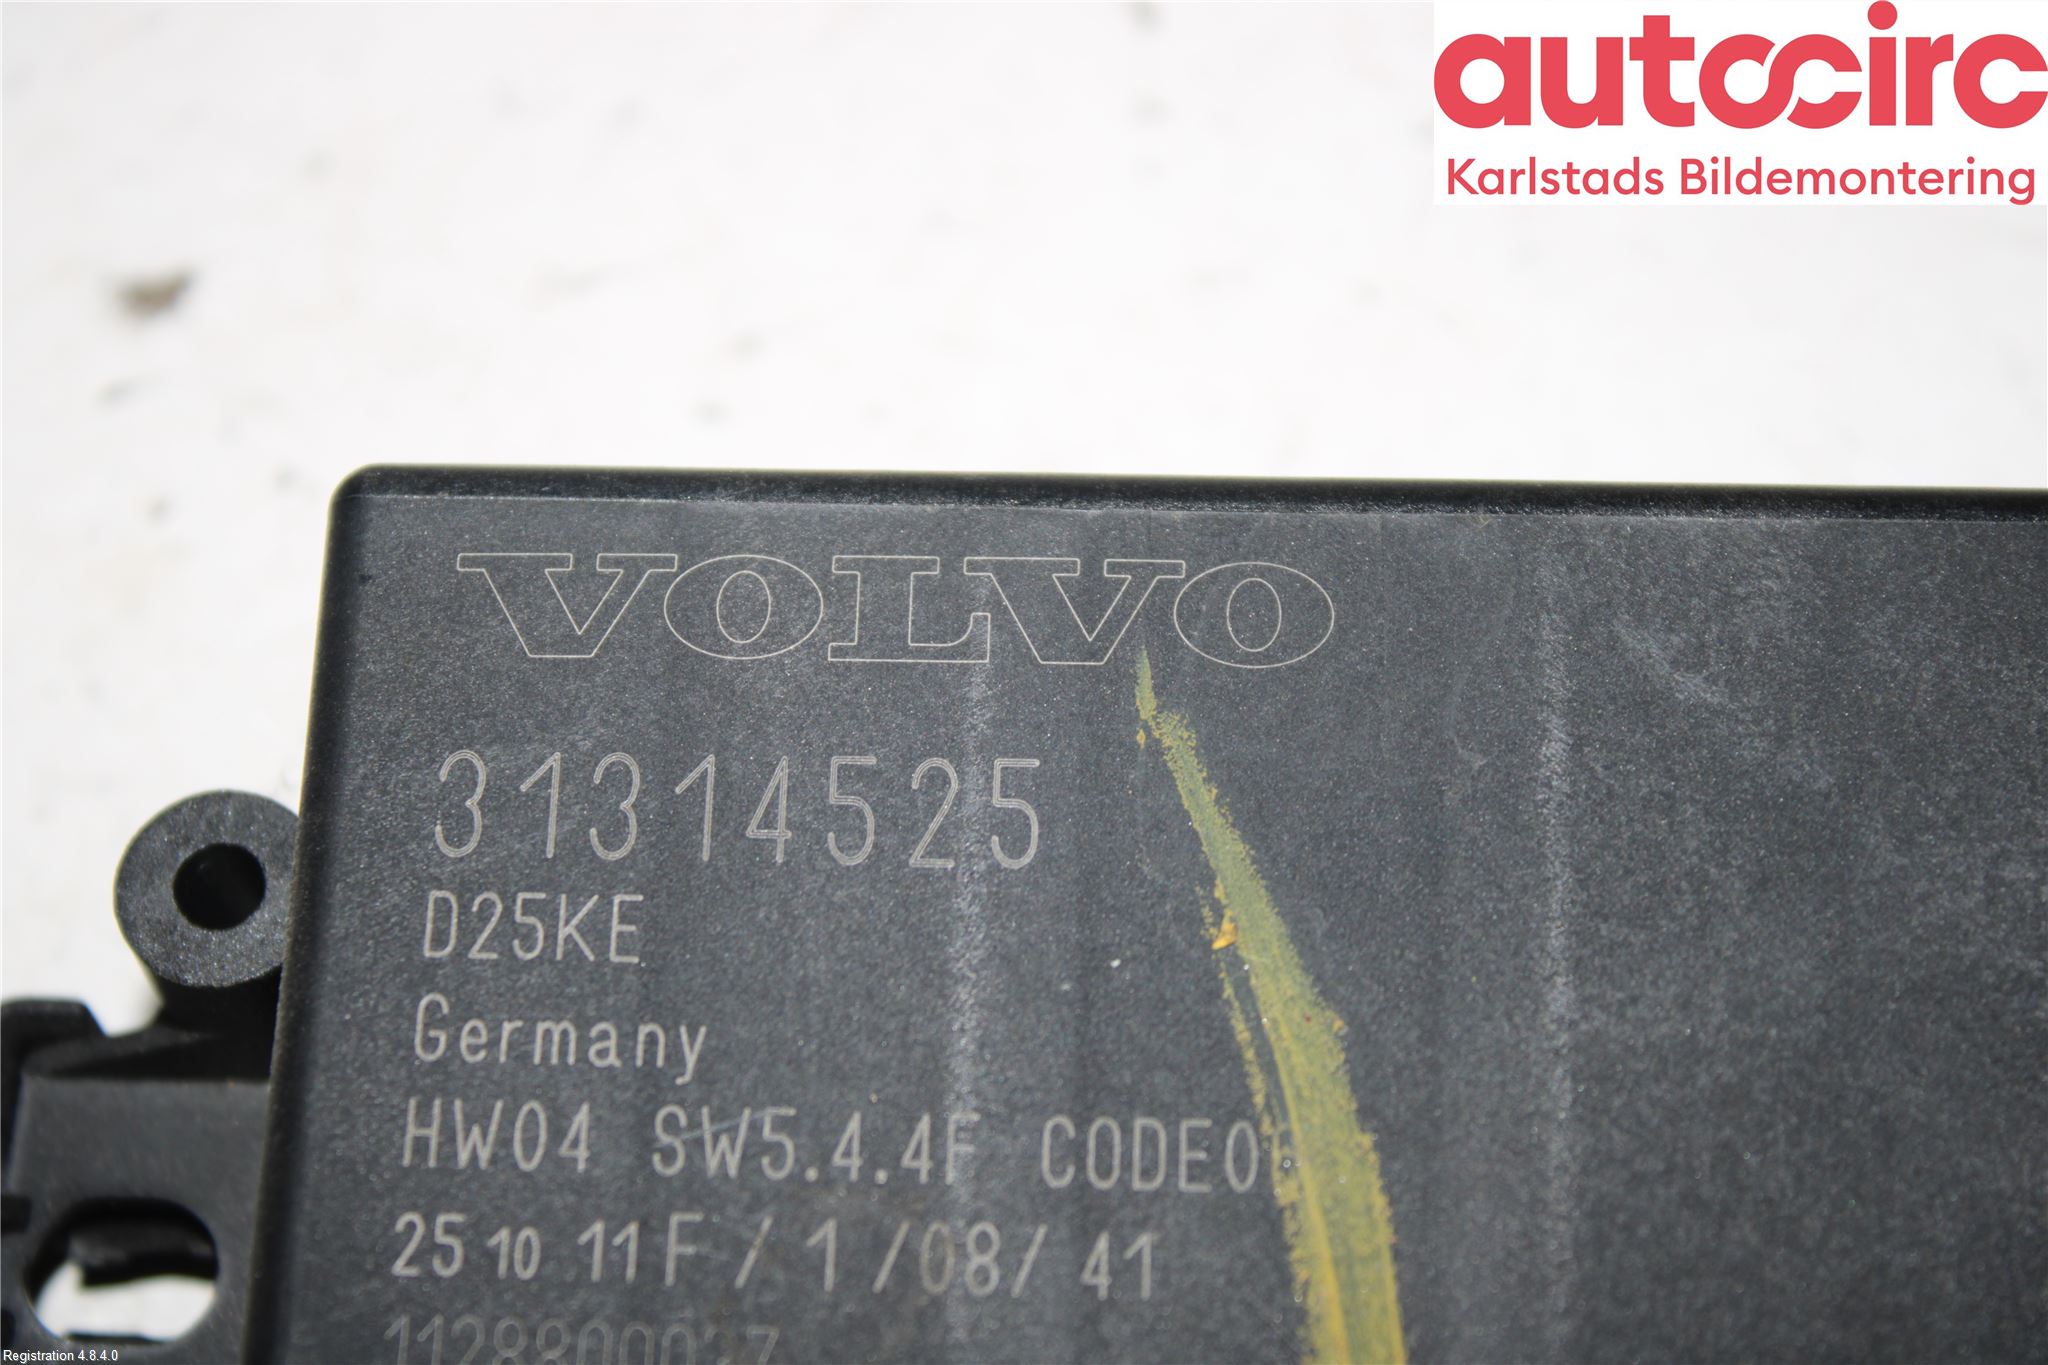 autocirc
Karlstads Bildemontering
VOLVO
31314525
D25KE
Germany
HW04 SW5.4.4F CODE0
25 10 11 F / 1 /08/ 41
Registration 4.8.4.0